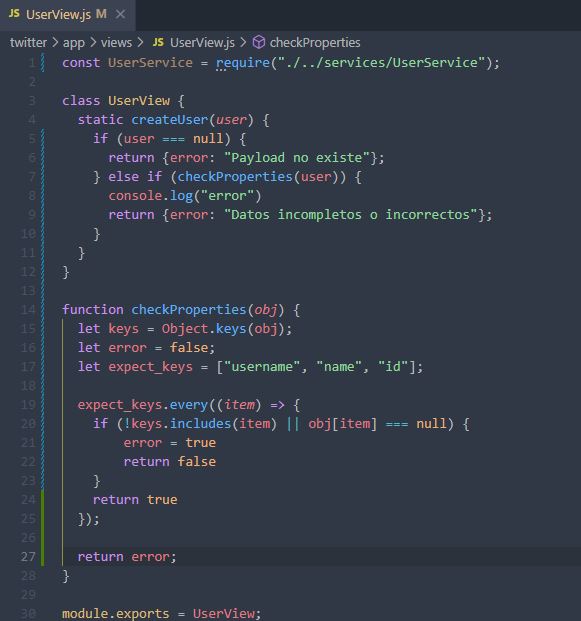 JS UserView.js M ×
twitter > app > views > JS UserView.js > checkProperties
1 const UserService = require("./../services/UserService");
2
3 class UserView {
4   static createUser(user) {
5     if (user === null) {
6       return {error: "Payload no existe"};
7     } else if (checkProperties(user)) {
8       console.log("error")
9       return {error: "Datos incompletos o incorrectos"};
10     }
11   }
12 }
13
14 function checkProperties(obj) {
15   let keys = Object.keys(obj);
16   let error = false;
17   let expect_keys = ["username", "name", "id"];
18
19   expect_keys.every((item) => {
20     if (!keys.includes(item) || obj[item] === null) {
21         error = true
22         return false
23     }
24     return true
25   });
26
27   return error;
28 }
29
30 module.exports = UserView;